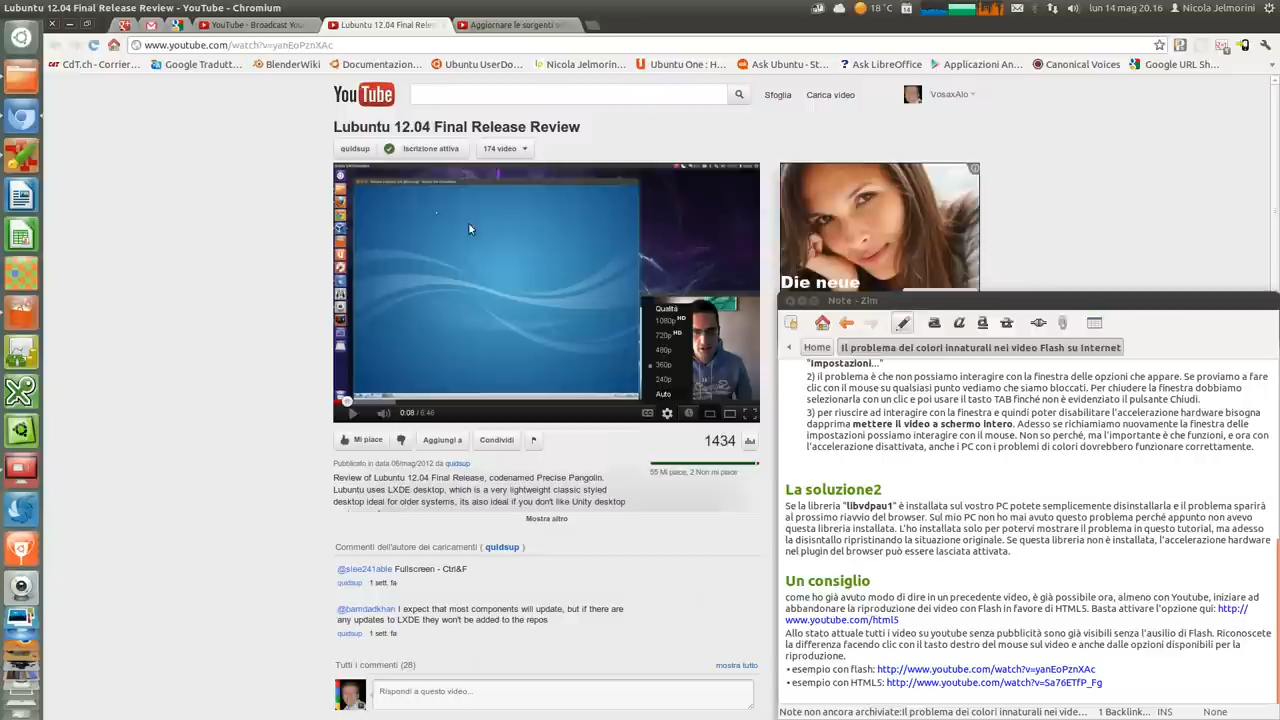 Lubuntu 12.04 Final Release Review - YouTube - Chromium
18 °C
lun 14 mag 20.16
Nicola Jelmorini
YouTube - Broadcast You
Lubuntu 12.04 Final Rele
Aggiornare le sorgenti s
www.youtube.com/watch?v=yanEoPznXAc
CdT.ch - Corrier...
Google Tradutt...
BlenderWiki
Documentazion...
Ubuntu UserDo...
Nicola Jelmorin...
Ubuntu One : H...
Ask Ubuntu - St...
Ask LibreOffice
Applicazioni An...
Canonical Voices
Google URL Sh...
You Tube
Sfoglia
Carica video
VosaxAlo
Lubuntu 12.04 Final Release Review
quidsup
Iscrizione attiva
174 video
Qualità
1080p HD
720p HD
480p
360p
240p
Auto
0:08 / 6:46
CC
Die neue
Mi piace
Aggiungi a
Condividi
1434
Pubblicato in data 06/mag/2012 da quidsup
55 Mi piace, 2 Non mi piace
Review of Lubuntu 12.04 Final Release, codenamed Precise Pangolin.
Lubuntu uses LXDE desktop, which is a very lightweight classic styled
desktop ideal for older systems, its also ideal if you don't like Unity desktop
Mostra altro
Commenti dell'autore dei caricamenti ( quidsup )
@siee241able Fullscreen - Ctrl&F
quidsup 1 sett. fa
@bamdadkhan I expect that most components will update, but if there
are any updates to LXDE they won't be added to the repos
quidsup 1 sett. fa
Tutti i commenti (28)
mostra tutto
Rispondi a questo video...
Note - Zim
Home
Il problema dei colori innaturali nei video Flash su Internet
"Impostazioni..."
2) il problema è che non possiamo interagire con la finestra delle opzioni che appare. Se proviamo a fare
clic con il mouse su qualsiasi punto vediamo che siamo bloccati. Per chiudere la finestra dobbiamo
selezionarla con un clic e poi usare il tasto TAB finché non è evidenziato il pulsante Chiudi.
3) per riuscire ad interagire con la finestra e quindi poter disabilitare l'accelerazione hardware bisogna
dapprima mettere il video a schermo intero. Adesso se richiamiamo nuovamente la finestra delle
impostazioni possiamo interagire con il mouse. Non so perché, ma l'importante è che funzioni, e ora con
l'accelerazione disattivata, anche i PC con i problemi di colori dovrebbero funzionare correttamente.
La soluzione2
Se la libreria "libvdpau1" è installata sul vostro PC potete semplicemente disinstallarla e il problema sparirà
al prossimo riavvio del browser. Sul mio PC non ho mai avuto questo problema perché appunto non avevo
questa libreria installata. L'ho installata solo per potervi mostrare il problema in questo tutorial, ma adesso
la disinstallo ripristinando la situazione originale. Se questa libreria non è installata, l'accelerazione hardware
nel plugin del browser può essere lasciata attivata.
Un consiglio
come ho già avuto modo di dire in un precedente video, è già possibile ora, almeno con Youtube, iniziare ad
abbandonare la riproduzione dei video con Flash in favore di HTML5. Basta attivare l'opzione qui: http://
www.youtube.com/html5
Allo stato attuale tutti i video su youtube senza pubblicità sono già visibili senza l'ausilio di Flash. Riconoscete
la differenza facendo clic con il tasto destro del mouse sul video e anche dalle opzioni disponibili per la
riproduzione.
• esempio con flash: http://www.youtube.com/watch?v=yanEoPznXAc
• esempio con HTML5: http://www.youtube.com/watch?v=Sa76ETfP_Fg
Note non ancora archiviate:Il problema dei colori innaturali nei vide...
1 Backlink...
INS
None